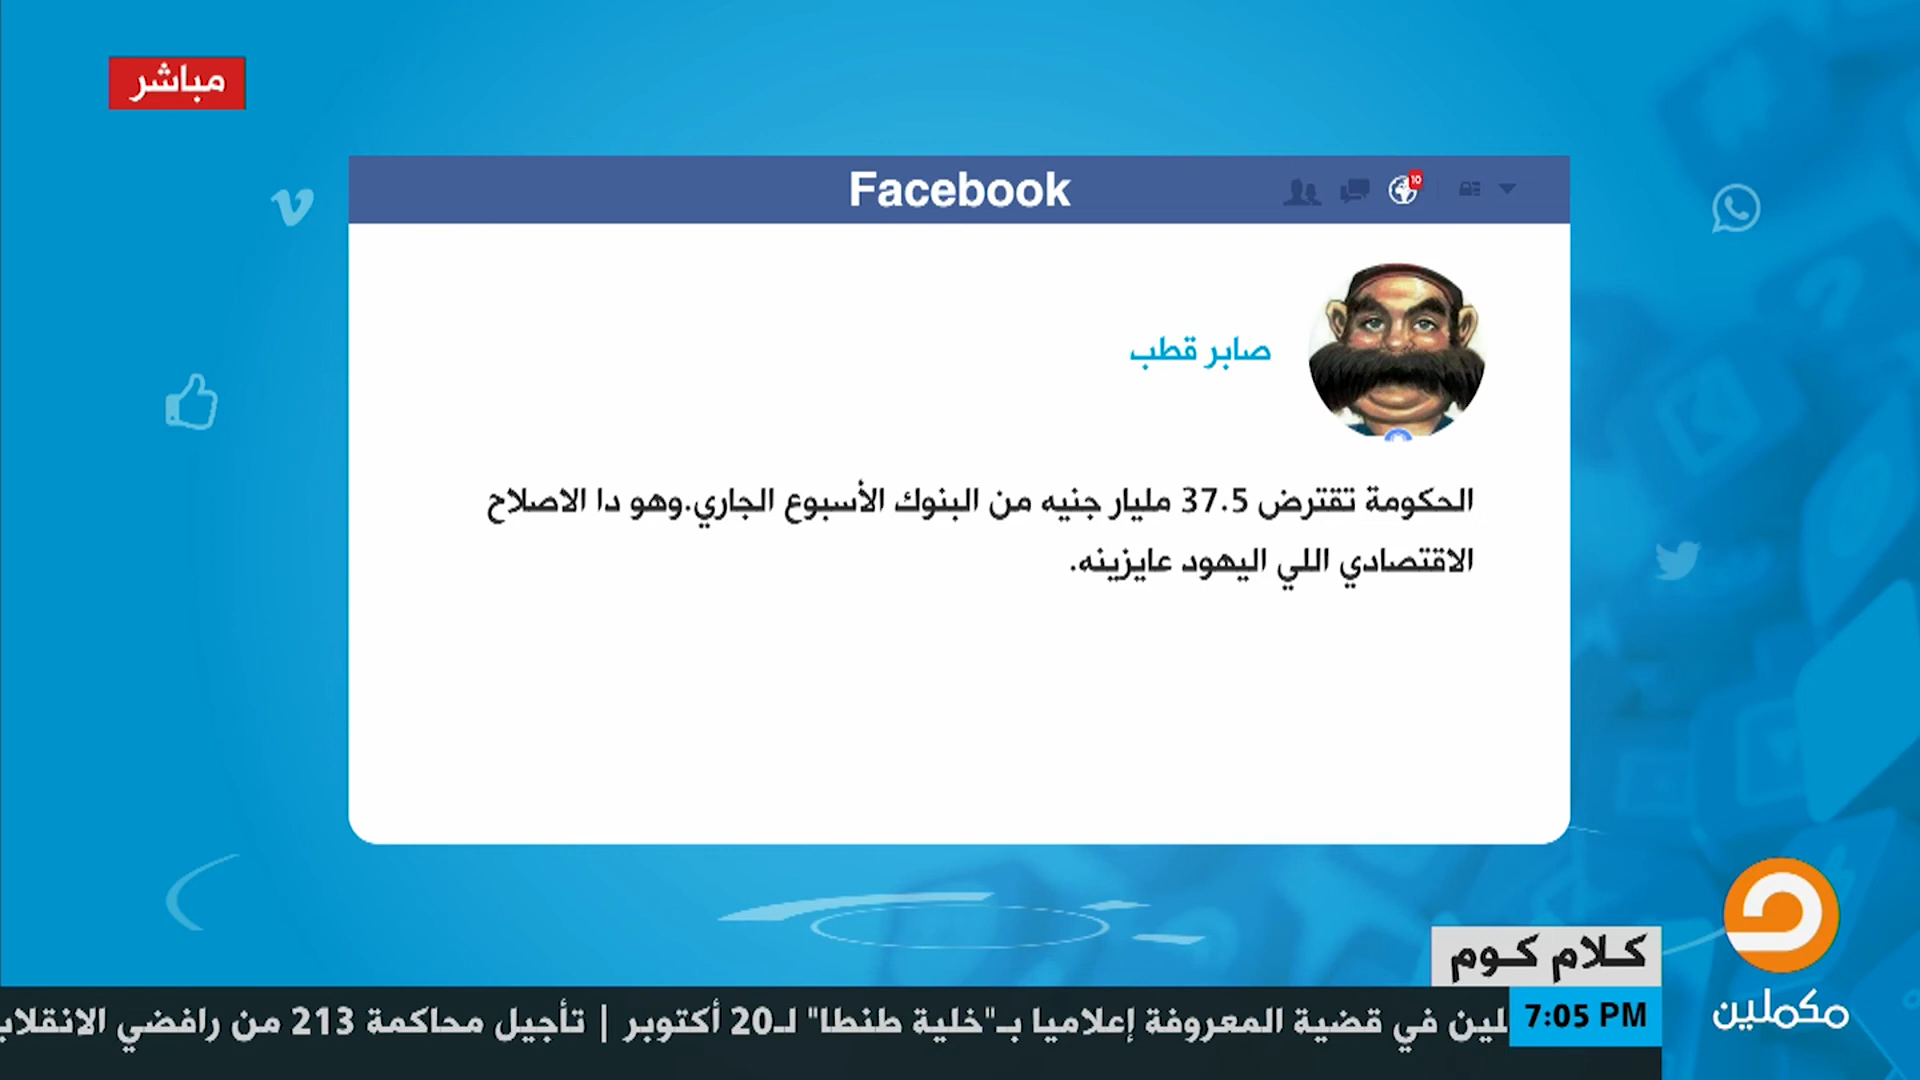 مباشر
Facebook
10
صابر قطب
الحكومة تقترض 37.5 مليار جنيه من البنوك الأسبوع الجاري.وهو دا الاصلاح
الاقتصادي اللي اليهود عايزينه.
كلام كوم
مكملين
7:05 PM
لين في قضية المعروفة إعلاميا بـ"خلية طنطا" لـ20 أكتوبر | تأجيل محاكمة 213 من رافضي الانقلاب